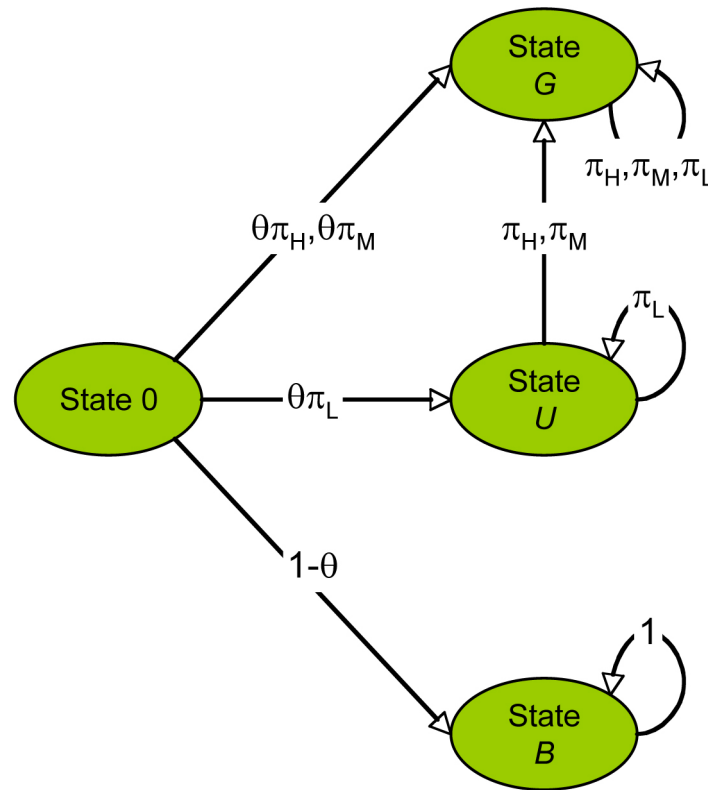 State
G
π_H,π_M,π_L
θπ_H,θπ_M
π_H,π_M
π_L
State 0
θπ_L
State
U
1-θ
1
State
B